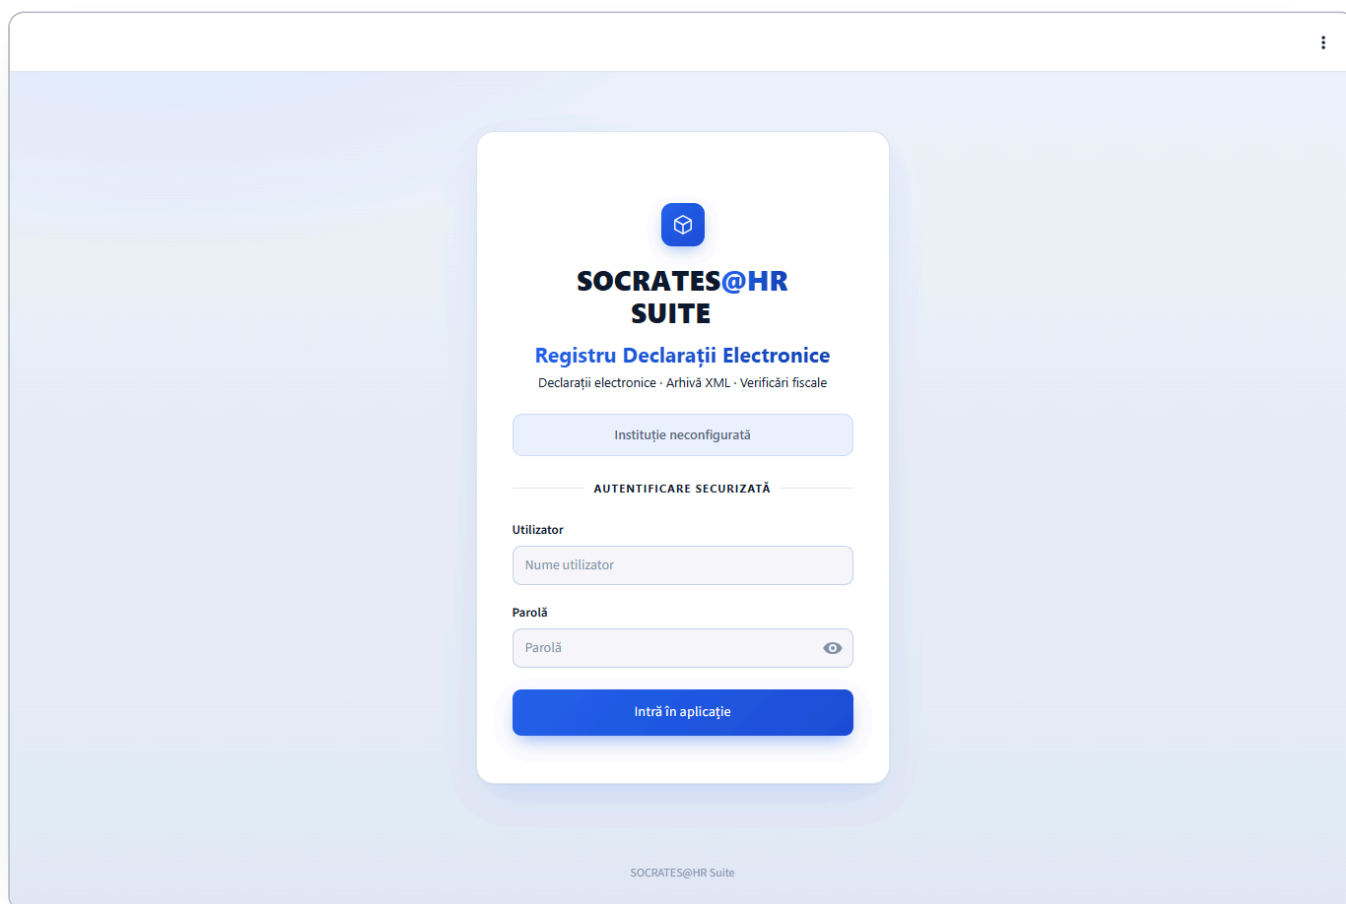 SOCRATES@HR
SUITE
Registru Declarații Electronice
Declarații electronice · Arhivă XML · Verificări fiscale
Instituție neconfigurată
AUTENTIFICARE SECURIZATĂ
Utilizator
Nume utilizator
Parolă
Parolă
Intră în aplicație
SOCRATES@HR Suite